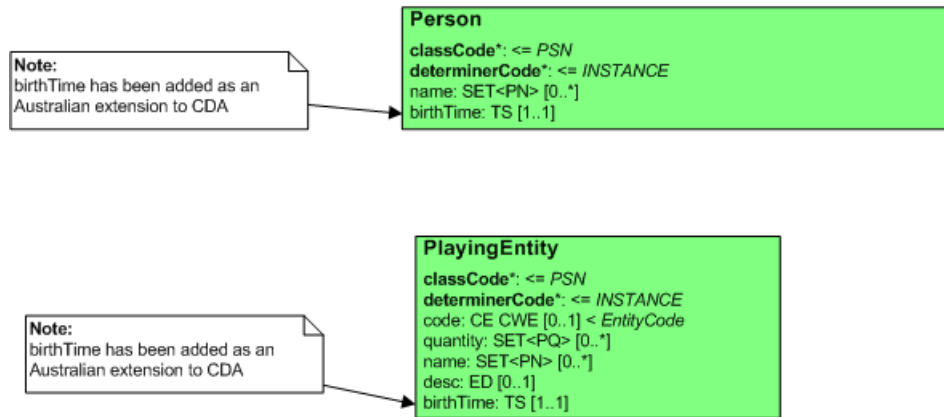 Person
classCode*: <= PSN
determinerCode*: <= INSTANCE
name: SET<PN> [0..*]
birthTime: TS [1..1]
Note:
birthTime has been added as an
Australian extension to CDA
PlayingEntity
classCode*: <= PSN
determinerCode*: <= INSTANCE
code: CE CWE [0..1] < EntityCode
quantity: SET<PQ> [0..*]
name: SET<PN> [0..*]
desc: ED [0..1]
birthTime: TS [1..1]
Note:
birthTime has been added as an
Australian extension to CDA